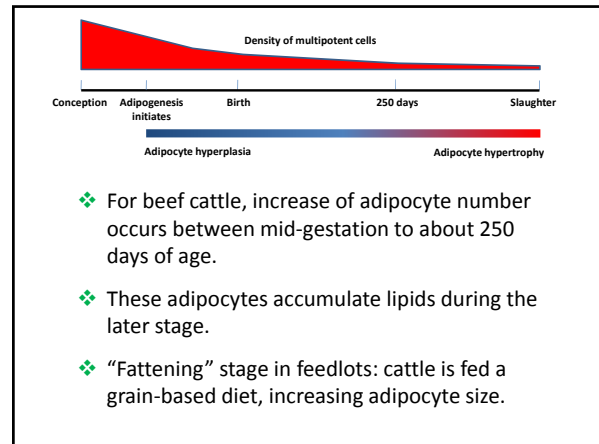 Density of multipotent cells
Conception Adipogenesis initiates Birth 250 days Slaughter
Adipocyte hyperplasia Adipocyte hypertrophy
For beef cattle, increase of adipocyte number
occurs between mid-gestation to about 250
days of age.
These adipocytes accumulate lipids during the
later stage.
“Fattening” stage in feedlots: cattle is fed a
grain-based diet, increasing adipocyte size.